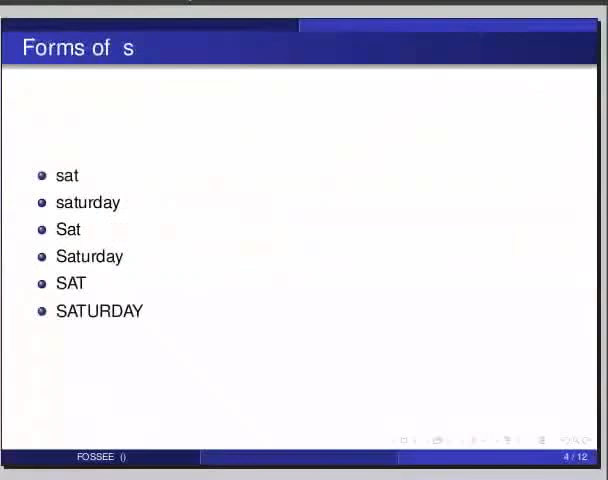 Forms of s
sat
saturday
Sat
Saturday
SAT
SATURDAY
FOSSEE ()
4 / 12